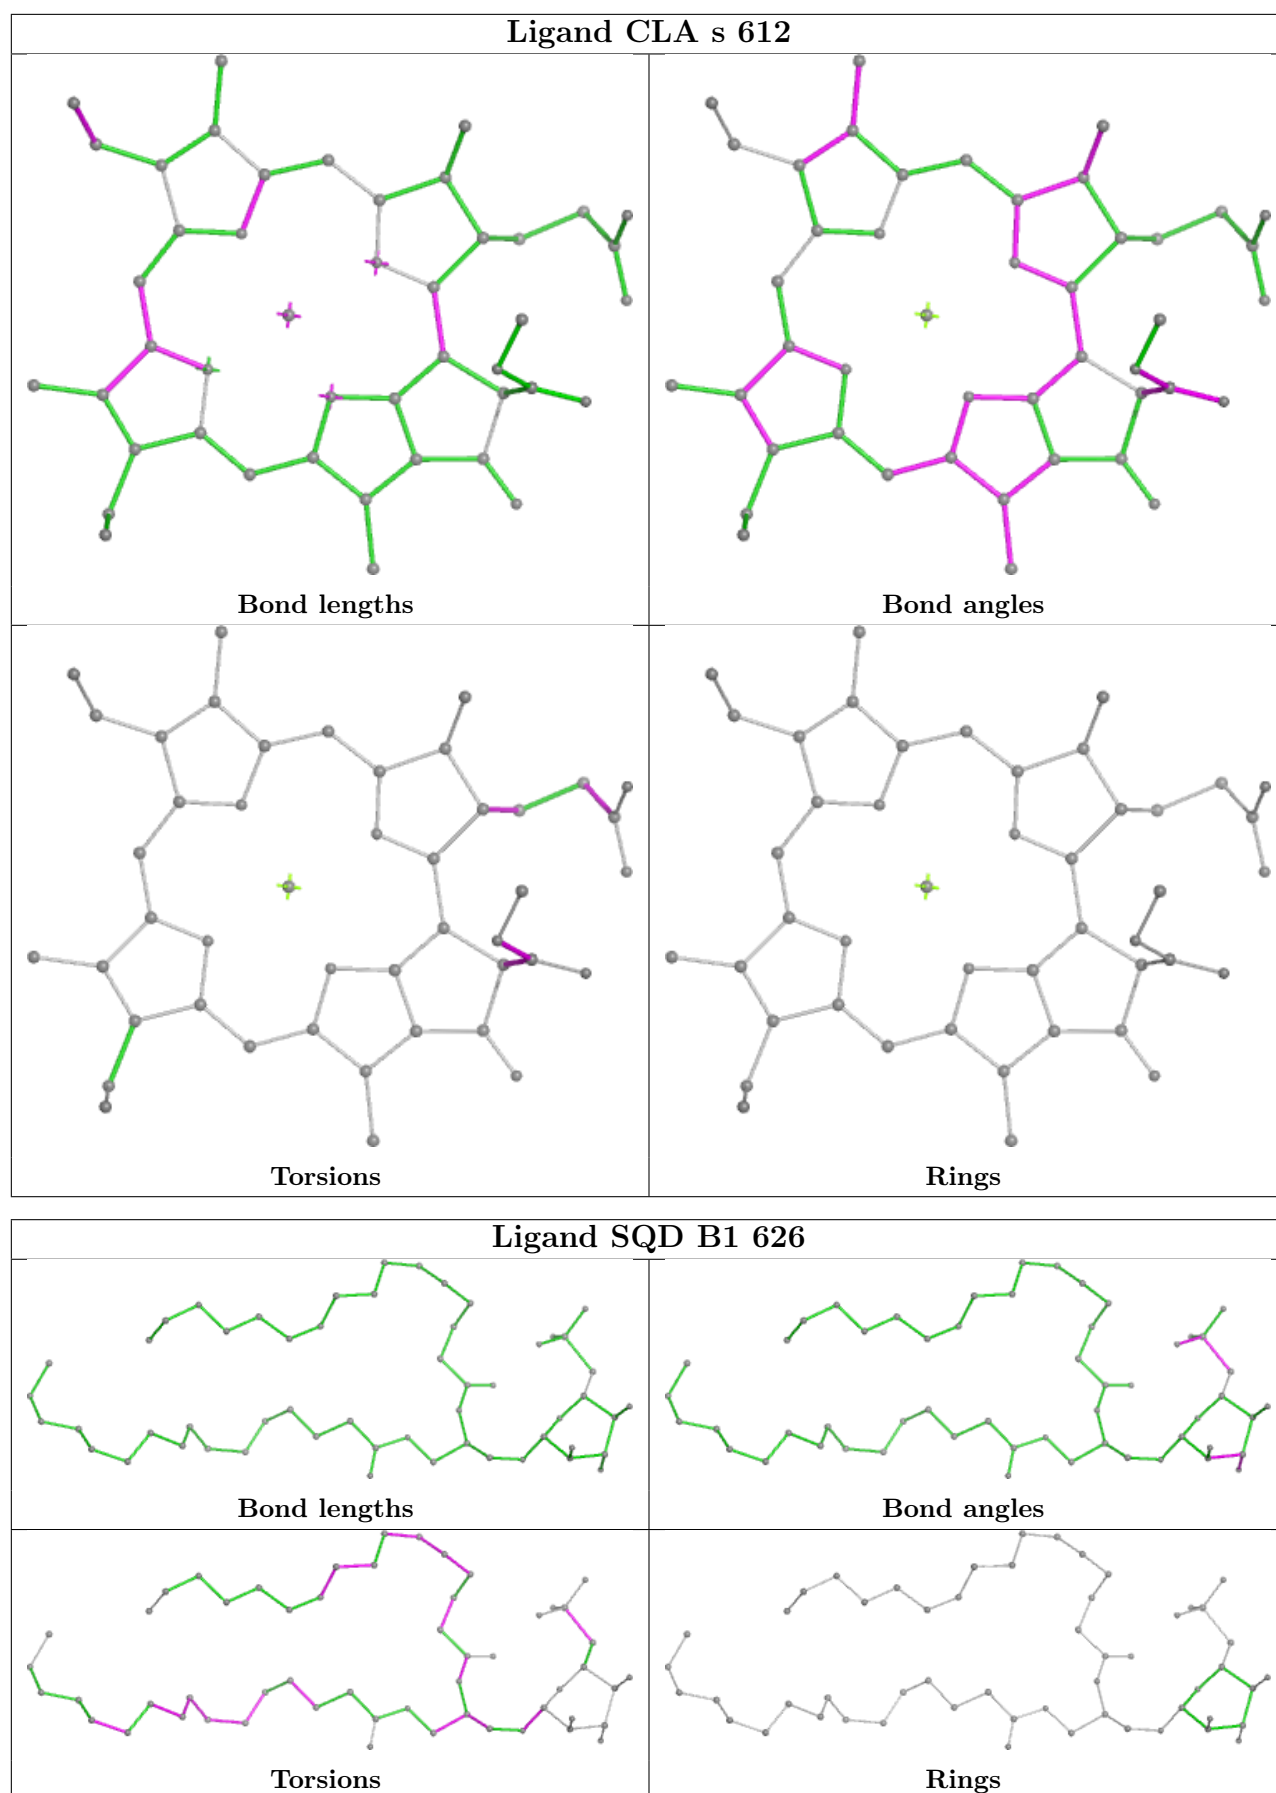 Ligand CLA s 612
Bond lengths
Bond angles
Torsions
Rings
Ligand SQD B1 626
Bond lengths
Bond angles
Torsions
Rings